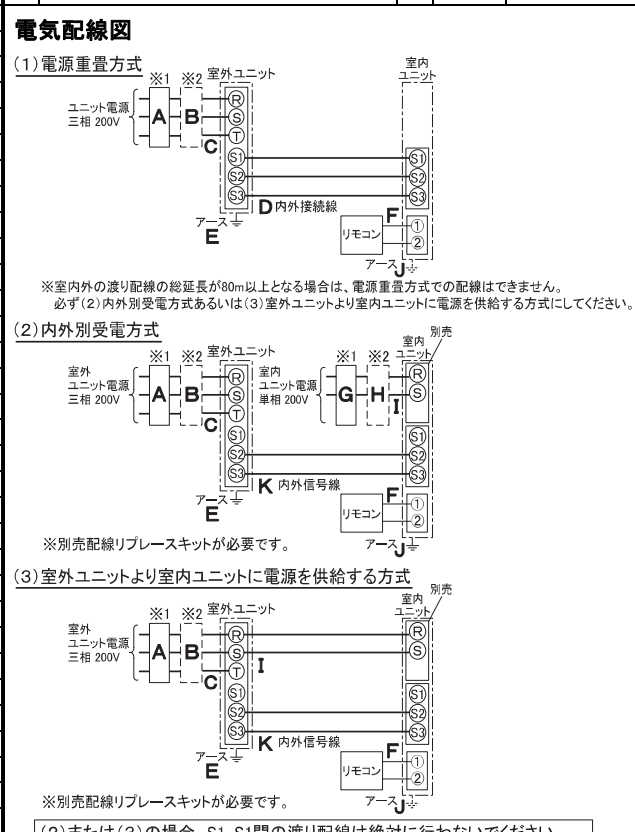 電気配線図
(1)電源重畳方式
※1 ※2 室外ユニット
室内
ユニット
ユニット電源
三相 200V
A B C
R
S
T
S1
S2
S3
S1
S2
S3
D 内外接続線
アース
E
リモコン
F
①
②
アース J
※室内外の渡り配線の総延長が80m以上となる場合は、電源重畳方式での配線はできません。
必ず(2)内外別受電方式あるいは(3)室外ユニットより室内ユニットに電源を供給する方式にしてください。
(2)内外別受電方式
※1 ※2 室外ユニット
※1 ※2
室内
ユニット
別売
室外
ユニット電源
三相 200V
A B C
R
S
T
S1
S2
S3
室内
ユニット電源
単相 200V
G H I
R
S
S1
S2
S3
K 内外信号線
アース
E
リモコン
F
①
②
アース J
※別売配線リプレースキットが必要です。
(3)室外ユニットより室内ユニットに電源を供給する方式
※1 ※2 室外ユニット
室内
ユニット
別売
室外
ユニット電源
三相 200V
A B C
R
S
T
S1
S2
S3
I
R
S
S1
S2
S3
K 内外信号線
アース
E
リモコン
F
①
②
アース J
※別売配線リプレースキットが必要です。
(2)または(3)の場合、S1-S1間の渡り配線は絶対に行わないでください。